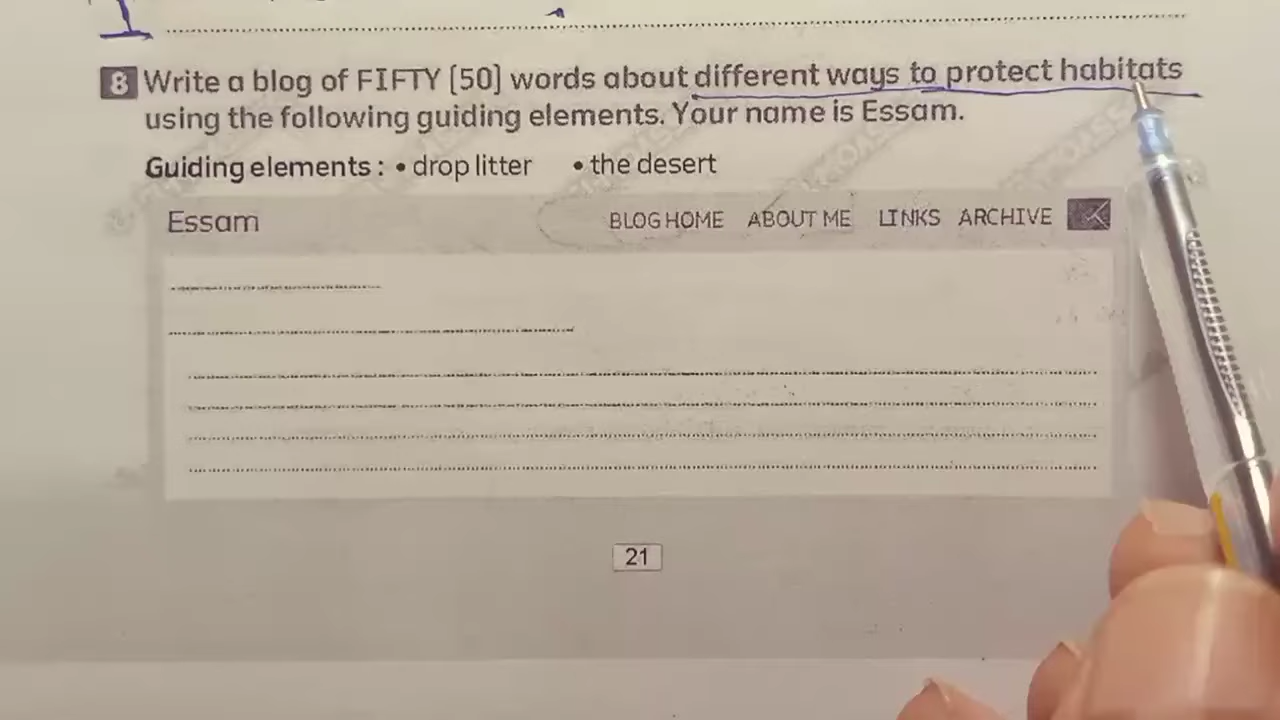 8 Write a blog of FIFTY [50] words about different ways to protect habitats
using the following guiding elements. Your name is Essam.
Guiding elements : • drop litter • the desert
Essam BLOG HOME ABOUT ME LINKS ARCHIVE
21